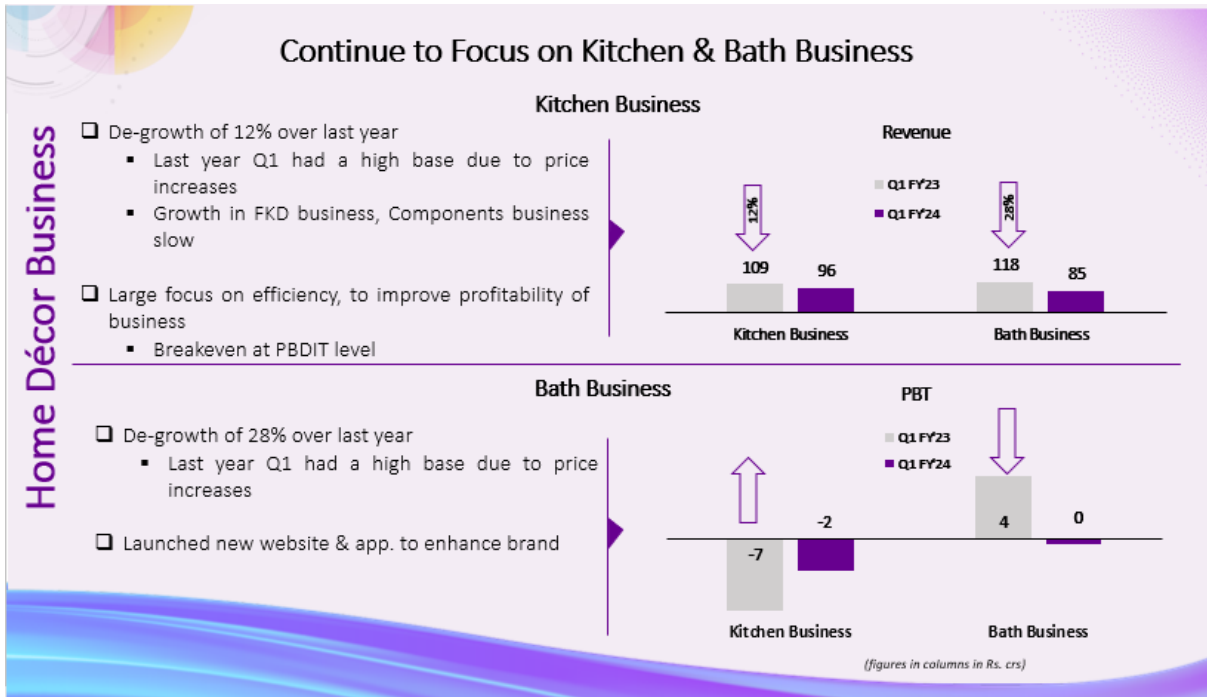 Continue to Focus on Kitchen & Bath Business
Home Décor Business
Kitchen Business
❑ De-growth of 12% over last year
▪ Last year Q1 had a high base due to price
increases
▪ Growth in FKD business, Components business
slow
❑ Large focus on efficiency, to improve profitability of
business
▪ Breakeven at PBDIT level
Revenue
Q1 FY'23
Q1 FY'24
12%
28%
109
96
118
85
Kitchen Business
Bath Business
Bath Business
❑ De-growth of 28% over last year
▪ Last year Q1 had a high base due to price
increases
❑ Launched new website & app. to enhance brand
PBT
Q1 FY'23
Q1 FY'24
-7
-2
4
0
Kitchen Business
Bath Business
(figures in columns in Rs. crs)